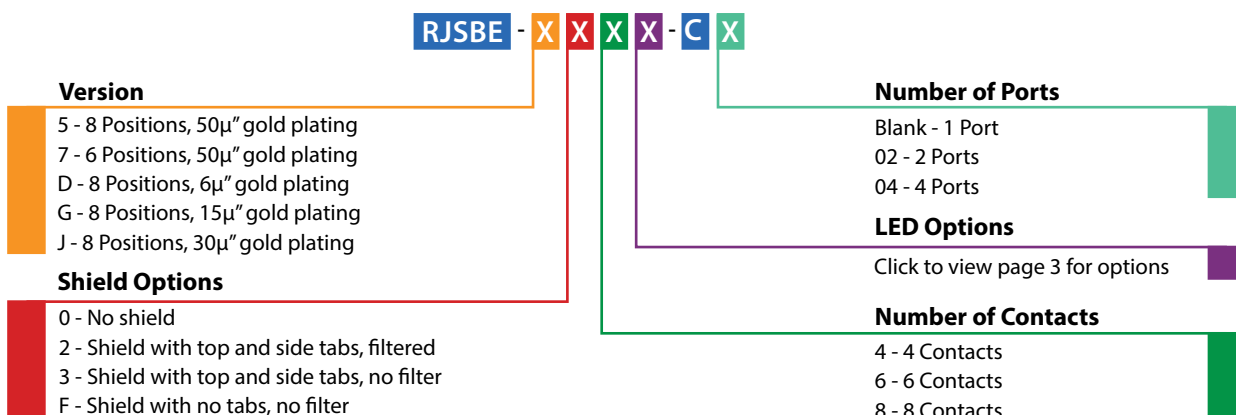 RJSBE - X X X X - C X
Version
5 - 8 Positions, 50µ” gold plating
7 - 6 Positions, 50µ” gold plating
D - 8 Positions, 6µ” gold plating
G - 8 Positions, 15µ” gold plating
J - 8 Positions, 30µ” gold plating
Shield Options
0 - No shield
2 - Shield with top and side tabs, filtered
3 - Shield with top and side tabs, no filter
F - Shield with no tabs, no filter
Number of Ports
Blank - 1 Port
02 - 2 Ports
04 - 4 Ports
LED Options
Click to view page 3 for options
Number of Contacts
4 - 4 Contacts
6 - 6 Contacts
8 - 8 Contacts